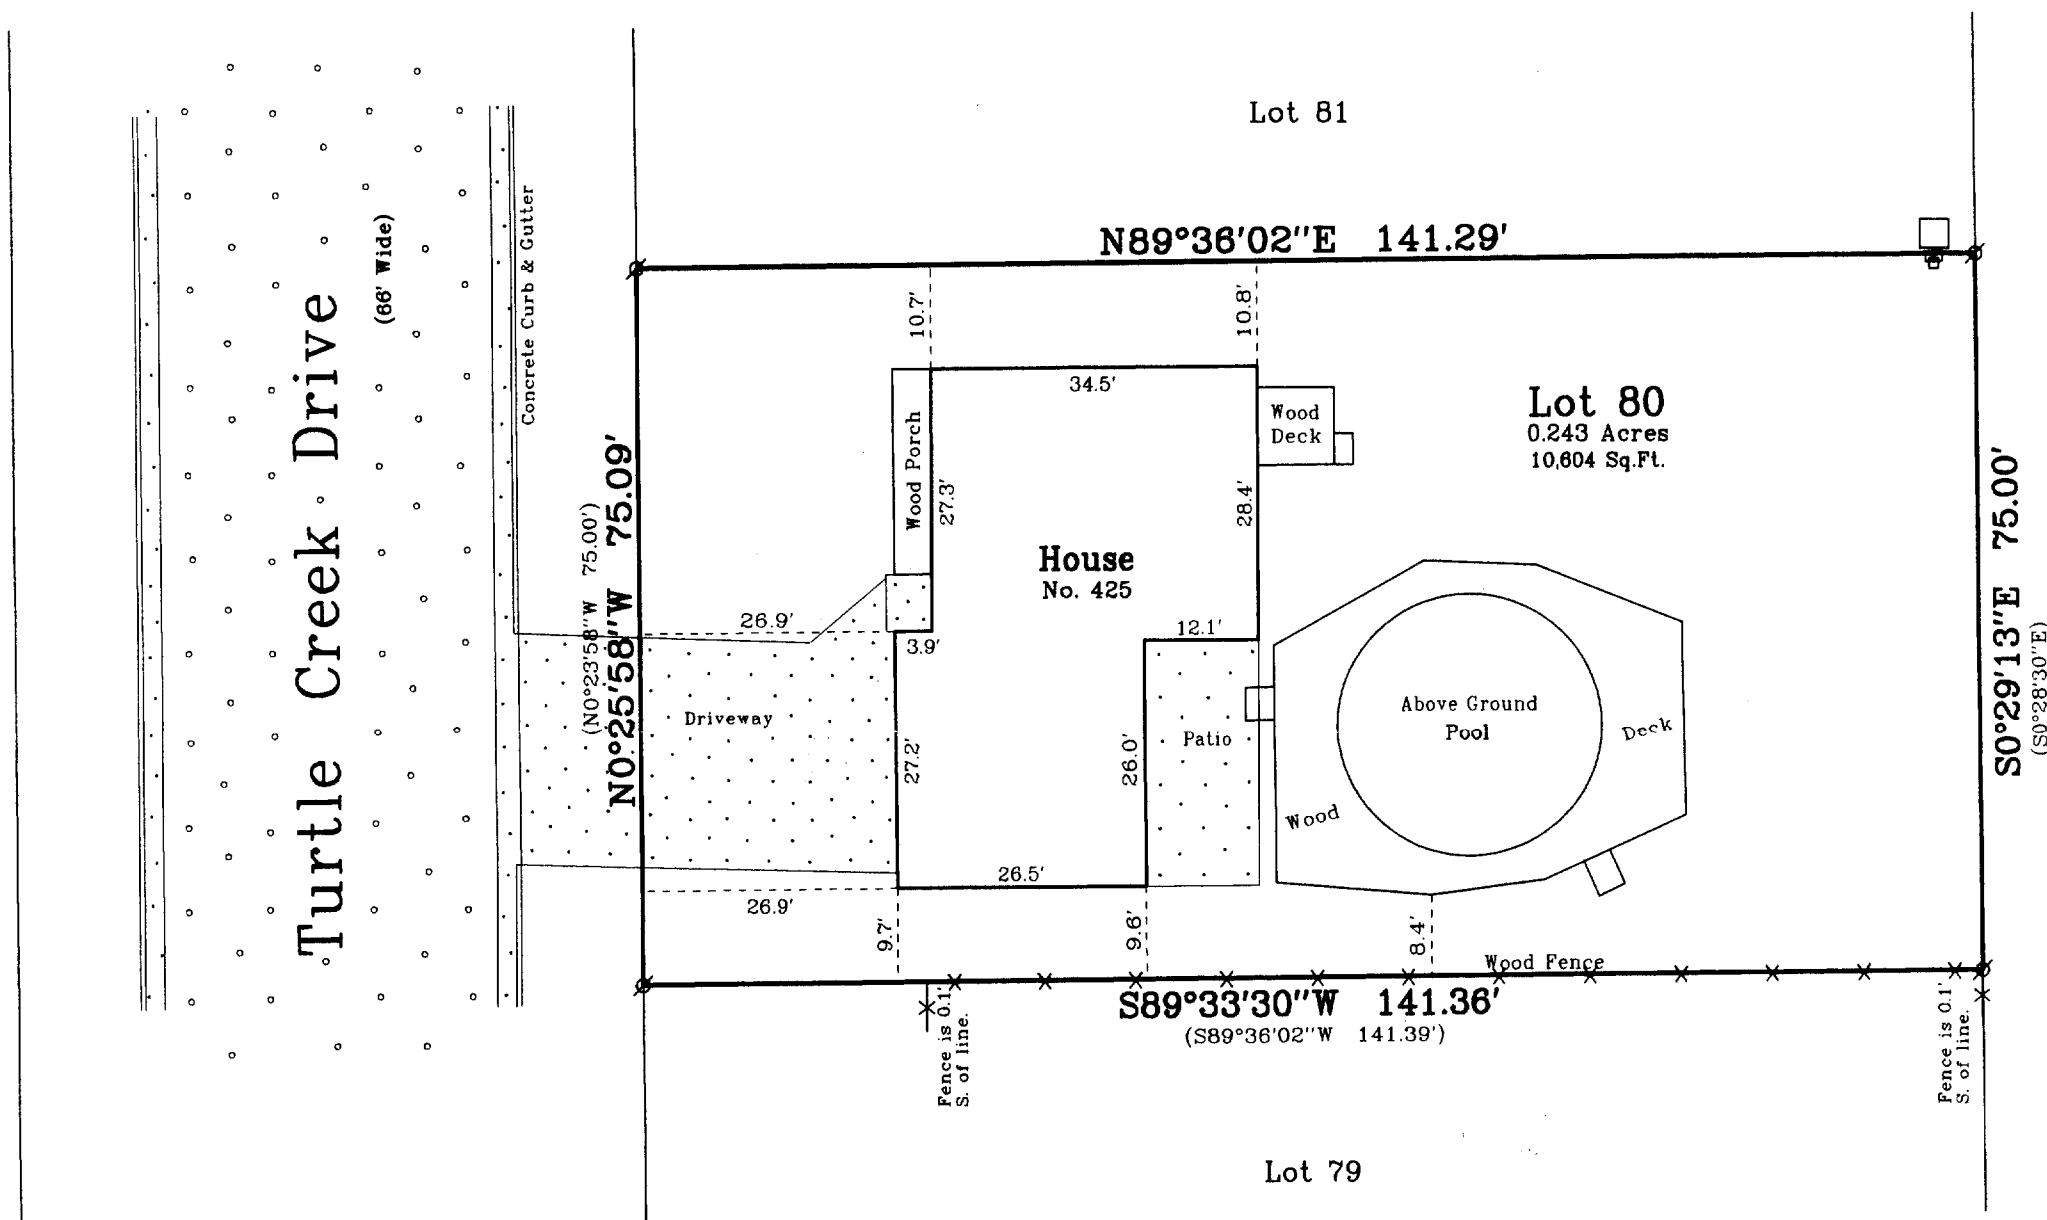 Lot 81
N89°36'02"E 141.29'
Turtle Creek Drive
(66' Wide)
Concrete Curb & Gutter
N0°25'58"W 75.09'
(N0°23'58"W 75.00')
10.7'
10.8'
34.5'
Wood Porch
27.3'
28.4'
Wood
Deck
Lot 80
0.243 Acres
10,604 Sq.Ft.
House
No. 425
26.9'
3.9'
12.1'
Driveway
27.2'
26.0'
Patio
Above Ground
Pool
Wood
Deck
26.5'
26.9'
9.7'
9.6'
8.4'
Wood Fence
S0°29'13"E 75.00'
(S0°28'30"E)
S89°33'30"W 141.36'
(S89°36'02"W 141.39')
Fence is 0.1'
S. of line.
Fence is 0.1'
S. of line.
Lot 79